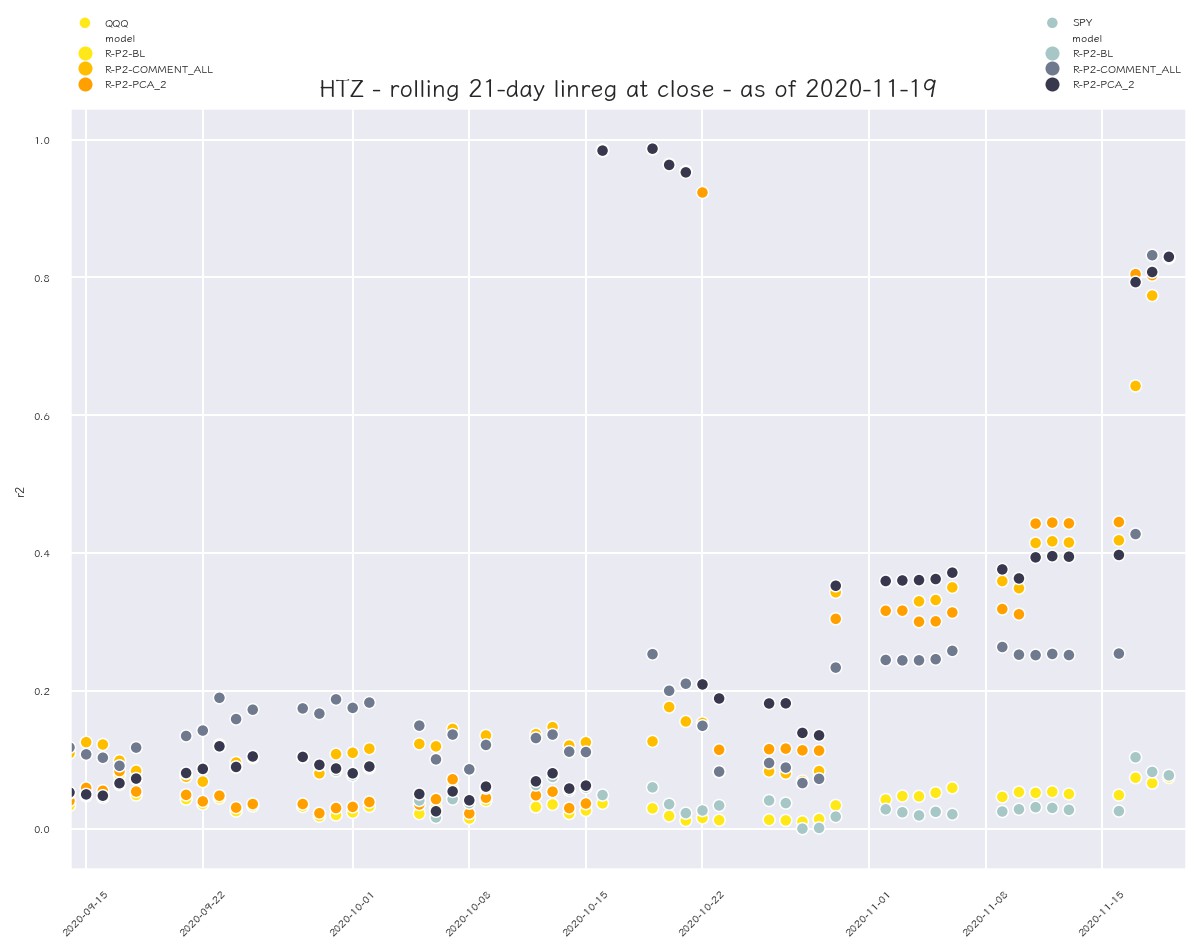 QQQ
model
R-P2-BL
R-P2-COMMENT_ALL
R-P2-PCA_2
SPY
model
R-P2-BL
R-P2-COMMENT_ALL
R-P2-PCA_2
HTZ - rolling 21-day linreg at close - as of 2020-11-19
1.0
0.8
0.6
0.4
0.2
0.0
r2
2020-09-15
2020-09-22
2020-10-01
2020-10-08
2020-10-15
2020-10-22
2020-11-01
2020-11-08
2020-11-15